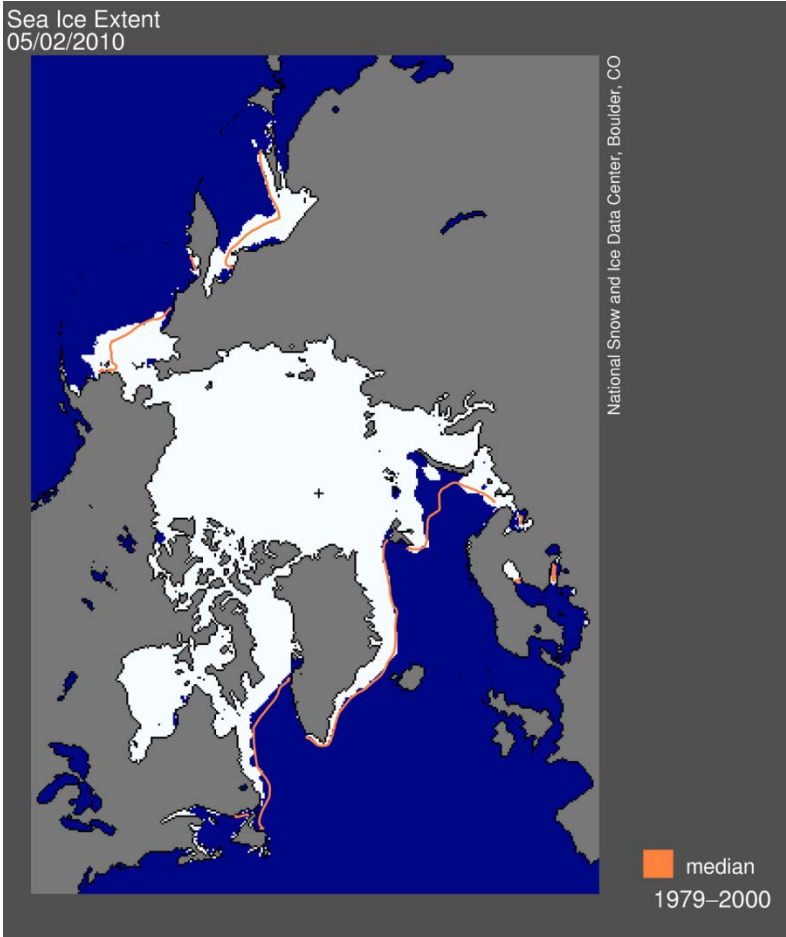 Sea Ice Extent
05/02/2010
National Snow and Ice Data Center, Boulder, CO
median
1979–2000